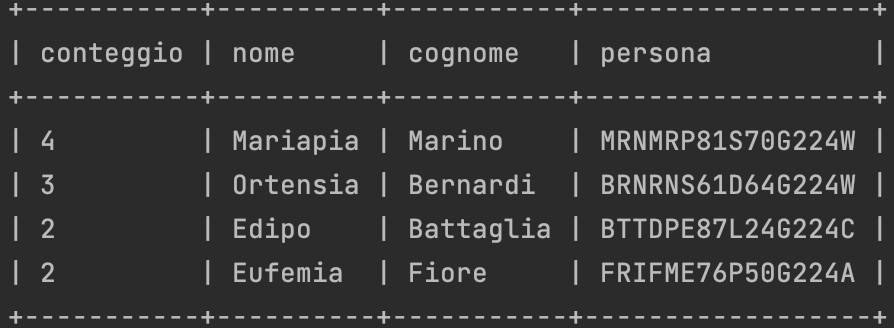 +-----------+----------+-----------+------------------+
| conteggio | nome     | cognome   | persona          |
+-----------+----------+-----------+------------------+
| 4         | Mariapia | Marino    | MRNMRP81S70G224W |
| 3         | Ortensia | Bernardi  | BRNRNS61D64G224W |
| 2         | Edipo    | Battaglia | BTTDPE87L24G224C |
| 2         | Eufemia  | Fiore     | FRIFME76P50G224A |
+-----------+----------+-----------+------------------+